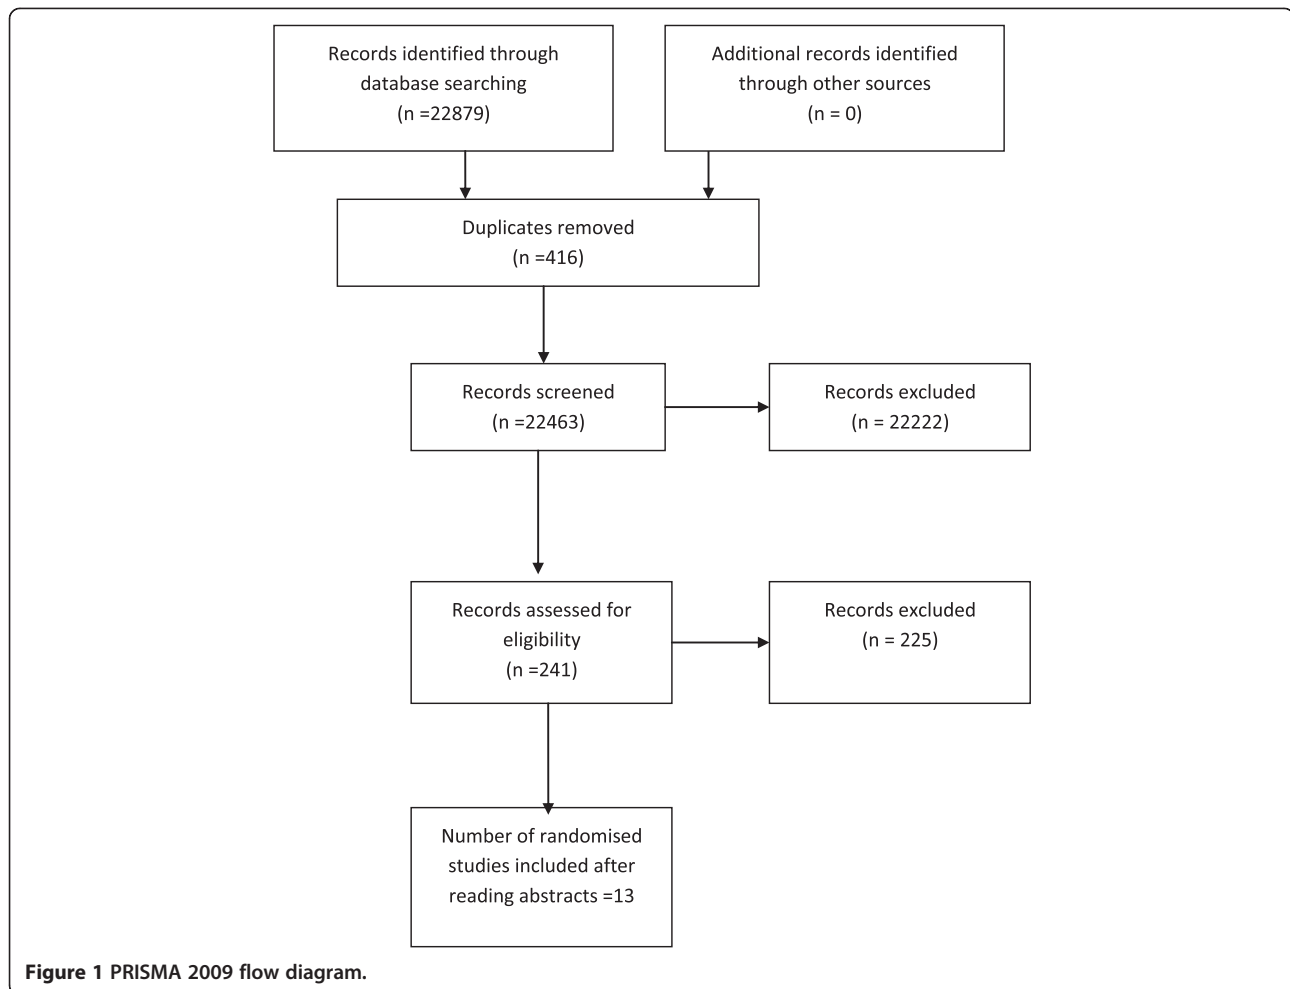 Records identified through
database searching
(n =22879)
Additional records identified
through other sources
(n = 0)
Duplicates removed
(n =416)
Records screened
(n =22463)
Records excluded
(n = 22222)
Records assessed for
eligibility
(n =241)
Records excluded
(n = 225)
Number of randomised
studies included after
reading abstracts =13
Figure 1 PRISMA 2009 flow diagram.